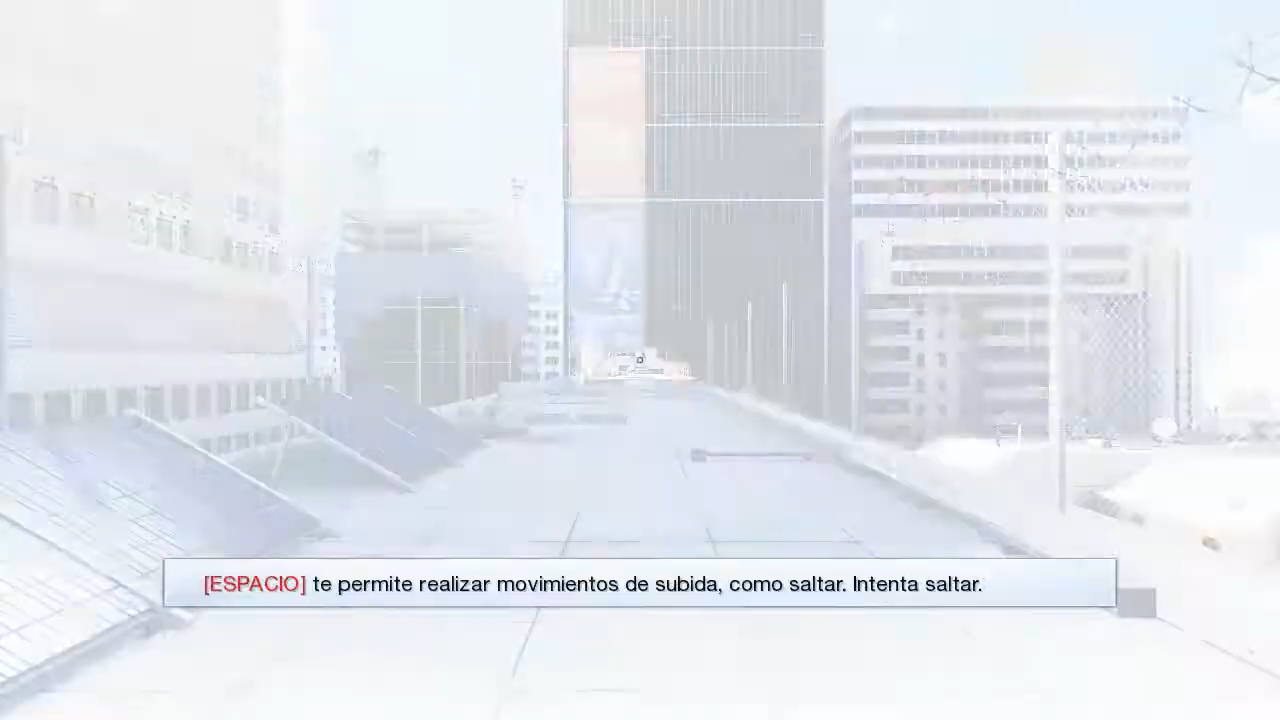 [ESPACIO] te permite realizar movimientos de subida, como saltar. Intenta saltar.